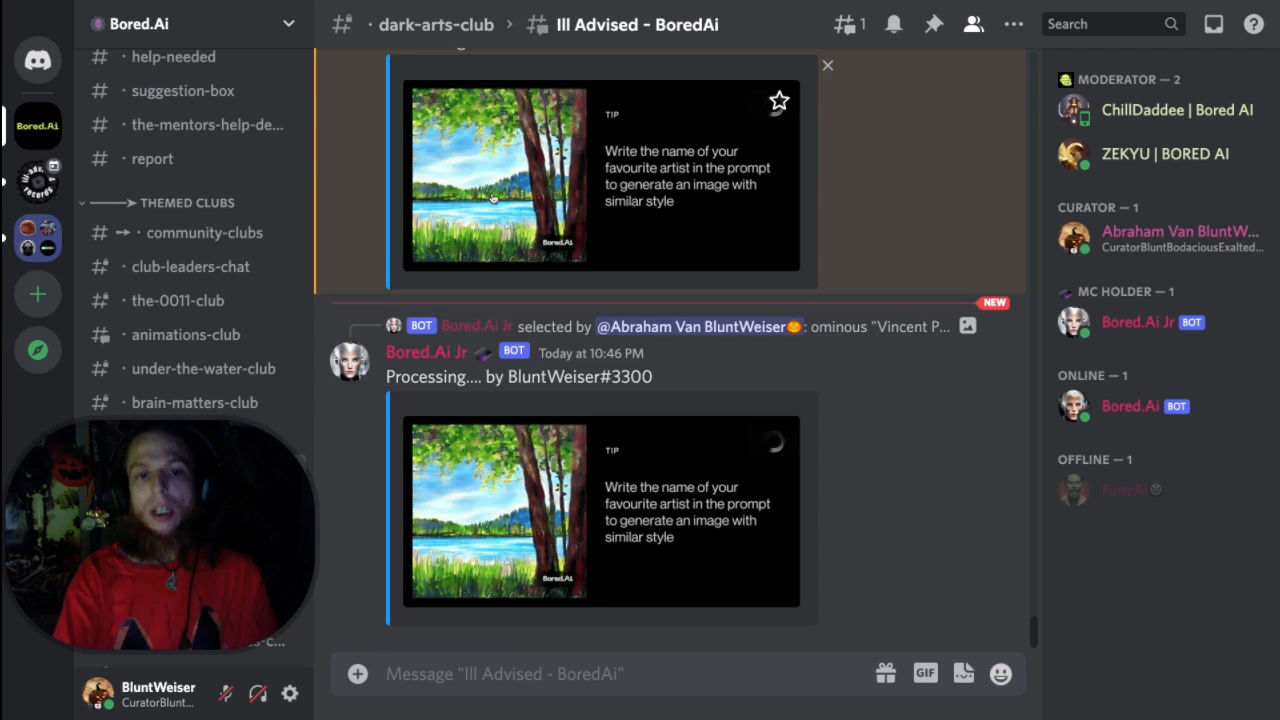 Bored.Ai
help-needed
suggestion-box
the-mentors-help-de...
report
THEMED CLUBS
community-clubs
club-leaders-chat
the-0011-club
animations-club
under-the-water-club
brain-matters-club
BluntWeiser
CuratorBlunt...
Bored.Ai
dark-arts-club > Ill Advised - BoredAi
1
Search
TIP
Write the name of your
favourite artist in the prompt
to generate an image with
similar style
Bored.Ai
NEW
BOT Bored.Ai Jr selected by @Abraham Van BluntWeiser🎃: ominous "Vincent P...
Bored.Ai Jr BOT Today at 10:46 PM
Processing.... by BluntWeiser#3300
TIP
Write the name of your
favourite artist in the prompt
to generate an image with
similar style
Bored.Ai
Message "Ill Advised - BoredAi"
GIF
MODERATOR — 2
ChillDaddee | Bored AI
ZEKYU | BORED AI
CURATOR — 1
Abraham Van BluntW...
CuratorBluntBodaciousExalted...
MC HOLDER — 1
Bored.Ai Jr BOT
ONLINE — 1
Bored.Ai BOT
OFFLINE — 1
FonxAi